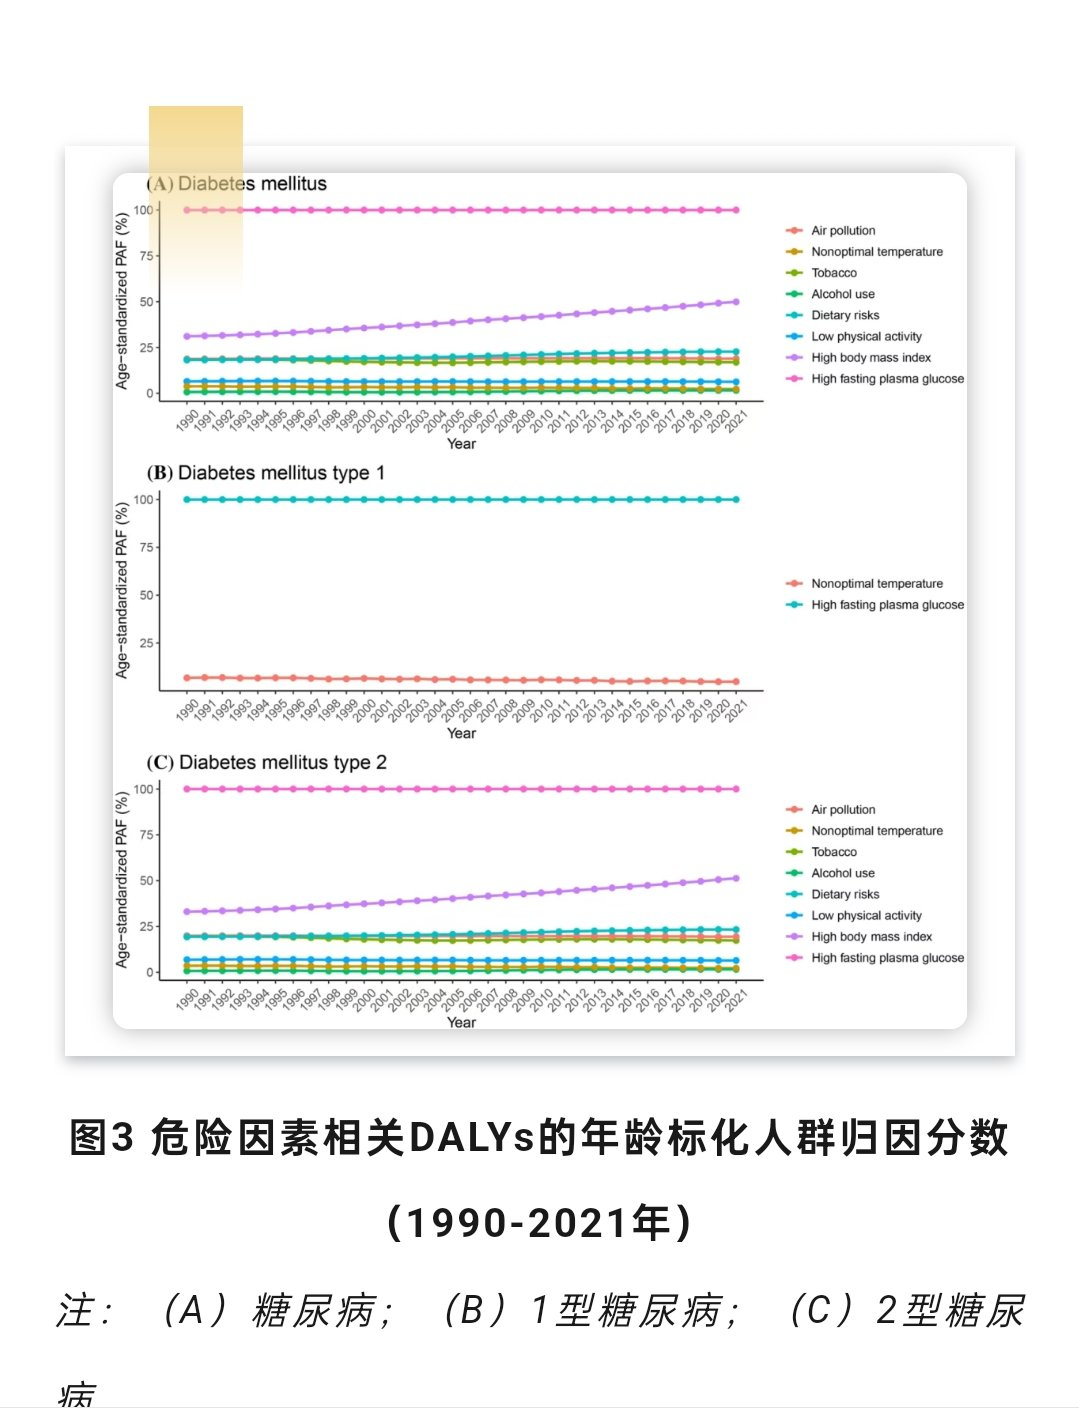 (A) Diabetes mellitus
Age-standardized PAF (%)
100
75
50
25
0
1990 1991 1992 1993 1994 1995 1996 1997 1998 1999 2000 2001 2002 2003 2004 2005 2006 2007 2008 2009 2010 2011 2012 2013 2014 2015 2016 2017 2018 2019 2020 2021
Year
Air pollution
Nonoptimal temperature
Tobacco
Alcohol use
Dietary risks
Low physical activity
High body mass index
High fasting plasma glucose
(B) Diabetes mellitus type 1
Age-standardized PAF (%)
100
75
50
25
1990 1991 1992 1993 1994 1995 1996 1997 1998 1999 2000 2001 2002 2003 2004 2005 2006 2007 2008 2009 2010 2011 2012 2013 2014 2015 2016 2017 2018 2019 2020 2021
Year
Nonoptimal temperature
High fasting plasma glucose
(C) Diabetes mellitus type 2
Age-standardized PAF (%)
100
75
50
25
0
1990 1991 1992 1993 1994 1995 1996 1997 1998 1999 2000 2001 2002 2003 2004 2005 2006 2007 2008 2009 2010 2011 2012 2013 2014 2015 2016 2017 2018 2019 2020 2021
Year
Air pollution
Nonoptimal temperature
Tobacco
Alcohol use
Dietary risks
Low physical activity
High body mass index
High fasting plasma glucose
图3 危险因素相关DALYs的年龄标化人群归因分数
(1990-2021年)
注：（A）糖尿病；（B）1型糖尿病；（C）2型糖尿
病